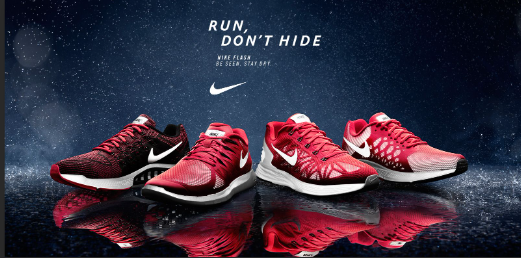 RUN,
DON'T HIDE
NIKE FLASH
BE SEEN. STAY DRY.